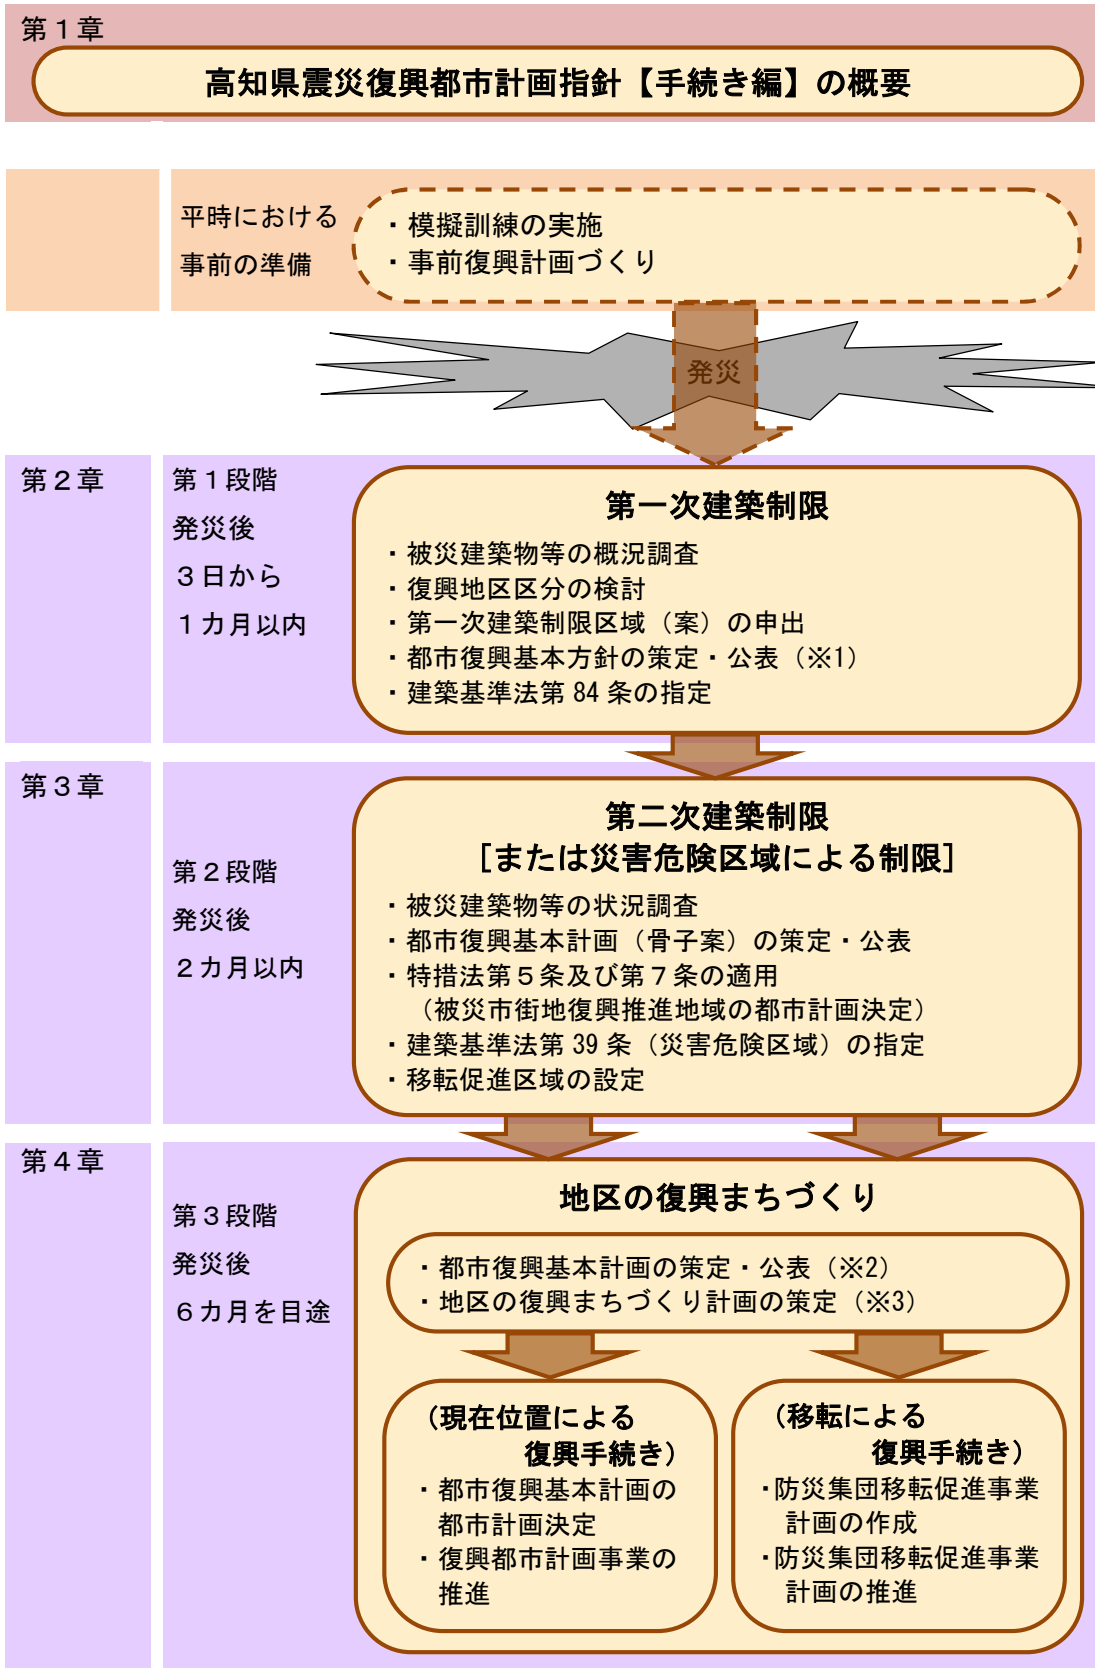 第１章
高知県震災復興都市計画指針【手続き編】の概要
平時における
事前の準備
・模擬訓練の実施
・事前復興計画づくり
発災
第２章
第１段階
発災後
３日から
１カ月以内
第一次建築制限
・被災建築物等の概況調査
・復興地区区分の検討
・第一次建築制限区域（案）の申出
・都市復興基本方針の策定・公表（※1）
・建築基準法第 84 条の指定
第３章
第２段階
発災後
２カ月以内
第二次建築制限
［または災害危険区域による制限］
・被災建築物等の状況調査
・都市復興基本計画（骨子案）の策定・公表
・特措法第５条及び第７条の適用
（被災市街地復興推進地域の都市計画決定）
・建築基準法第 39 条（災害危険区域）の指定
・移転促進区域の設定
第４章
第３段階
発災後
６カ月を目途
地区の復興まちづくり
・都市復興基本計画の策定・公表（※2）
・地区の復興まちづくり計画の策定（※3）
（現在位置による
復興手続き）
・都市復興基本計画の
都市計画決定
・復興都市計画事業の
推進
（移転による
復興手続き）
・防災集団移転促進事業
計画の作成
・防災集団移転促進事業
計画の推進